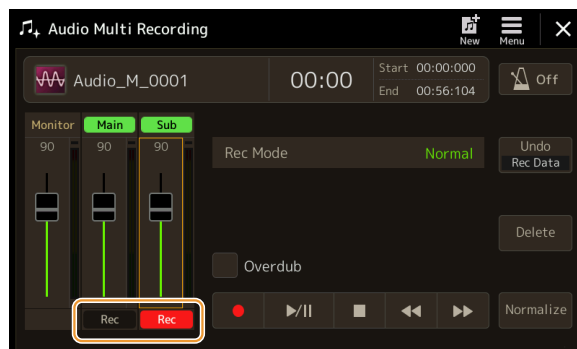 Audio Multi Recording
New
Menu
Audio_M_0001
00:00
Start 00:00:000
End 00:56:104
Off
Monitor Main Sub
90 90 90
Rec Mode Normal
Undo
Rec Data
Delete
Overdub
Rec Rec
Normalize